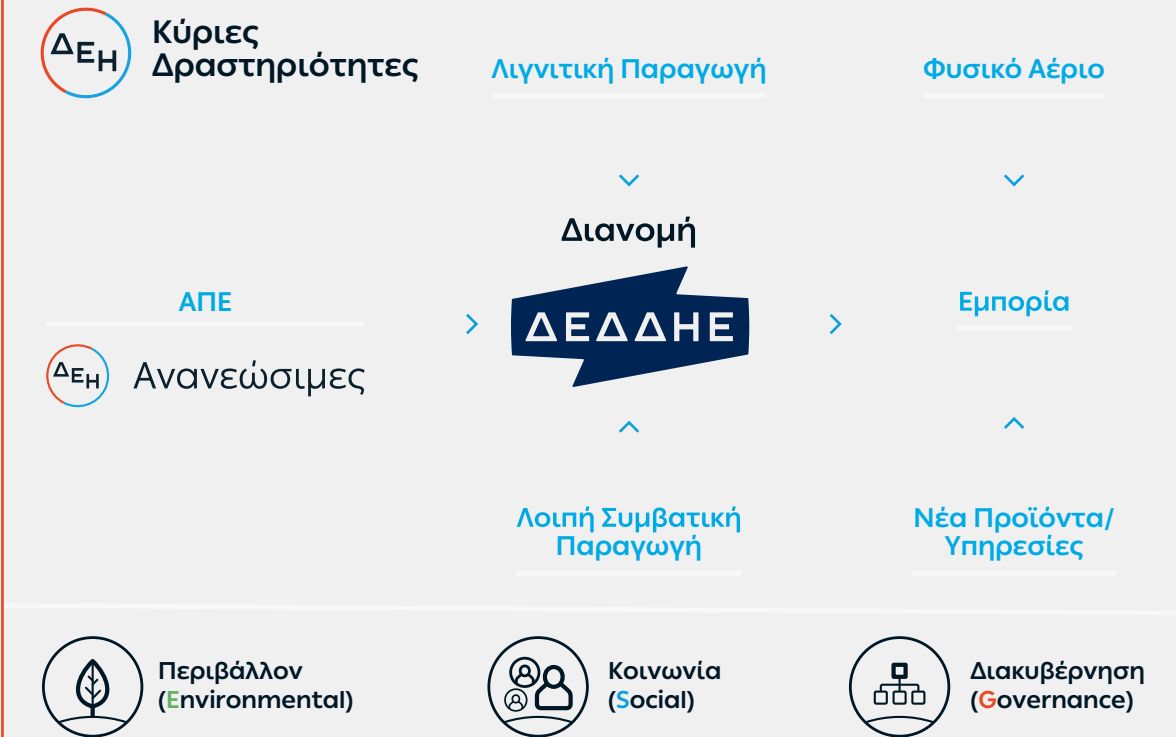 ΔΕΗ
Κύριες
Δραστηριότητες
Λιγνιτική Παραγωγή
Φυσικό Αέριο
Διανομή
ΑΠΕ
ΔΕΔΔΗΕ
Εμπορία
ΔΕΗ Ανανεώσιμες
Λοιπή Συμβατική
Παραγωγή
Νέα Προϊόντα/
Υπηρεσίες
Περιβάλλον
(Environmental)
Κοινωνία
(Social)
Διακυβέρνηση
(Governance)